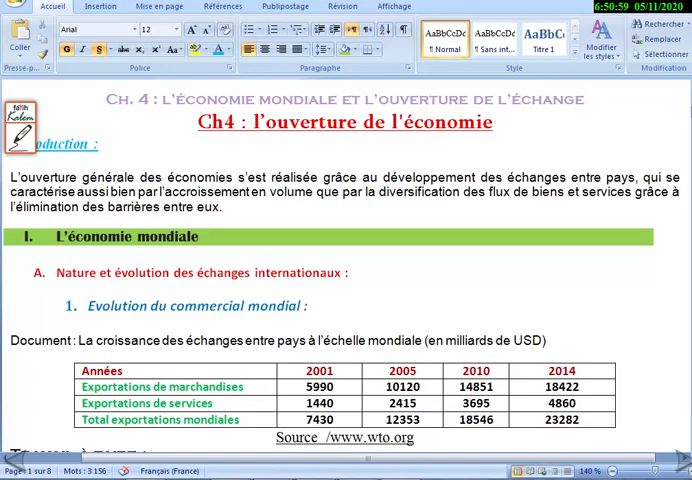 6:50:59 05/11/2020
Accueil Insertion Mise en page Références Publipostage Révision Affichage
Coller
Arial 12
G I S abc x₂ x² Aa
AaBbCcDc AaBbCcDc AaBbC
¶ Normal ¶ Sans int... Titre 1
Modifier les styles
Rechercher
Remplacer
Sélectionner
Presse-p... Police Paragraphe Style Modification
fatih Kalem
Ch. 4 : l’économie mondiale et l’ouverture de l’échange
Ch4 : l’ouverture de l'économie
oduction :
L’ouverture générale des économies s’est réalisée grâce au développement des échanges entre pays, qui se
caractérise aussi bien par l’accroissement en volume que par la diversification des flux de biens et services grâce à
l’élimination des barrières entre eux.
I. L’économie mondiale
A. Nature et évolution des échanges internationaux :
1. Evolution du commercial mondial :
Document : La croissance des échanges entre pays à l’échelle mondiale (en milliards de USD)
Années 2001 2005 2010 2014
Exportations de marchandises 5990 10120 14851 18422
Exportations de services 1440 2415 3695 4860
Total exportations mondiales 7430 12353 18546 23282
Source /www.wto.org
Page : 1 sur 8 Mots : 3 156 Français (France) 140 %